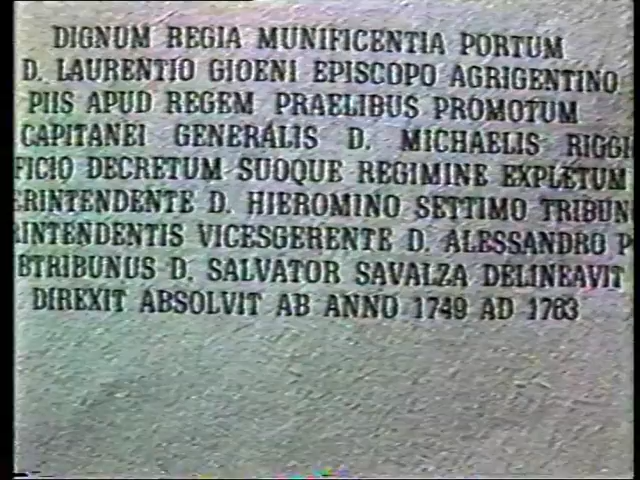 DIGNUM REGIA MUNIFICENTIA PORTUM
D. LAURENTIO GIOENI EPISCOPO AGRIGENTINO
PIIS APUD REGEM PRAELIBUS PROMOTUM
CAPITANEI GENERALIS D. MICHAELIS RIGGI
FICIO DECRETUM SUOQUE REGIMINE EXPLETUM
ERINTENDENTE D. HIEROMINO SETTIMO TRIBUN
RINTENDENTIS VICESGERENTE D. ALESSANDRO P
BTRIBUNUS D. SALVATOR SAVALZA DELINEAVIT
DIREXIT ABSOLVIT AB ANNO 1749 AD 1763